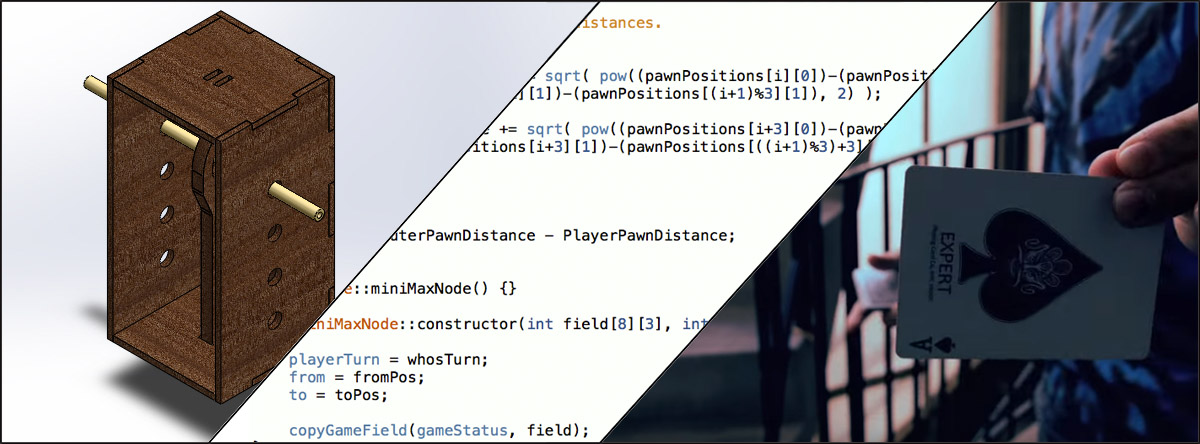 istances.
sqrt( pow((pawnPositions[i][0])-(pawnPosit
][1])-(pawnPositions[(i+1)%3][1]), 2) );
e += sqrt( pow((pawnPositions[i+3][0])-(pawn
itions[i+3][1])-(pawnPositions[((i+1)%3)+3]
uterPawnDistance - PlayerPawnDistance;
e::miniMaxNode() {}
niMaxNode::constructor(int field[8][3], int
playerTurn = whosTurn;
from = fromPos;
to = toPos;
copyGameField(gameStatus, field);
EXPERT
A